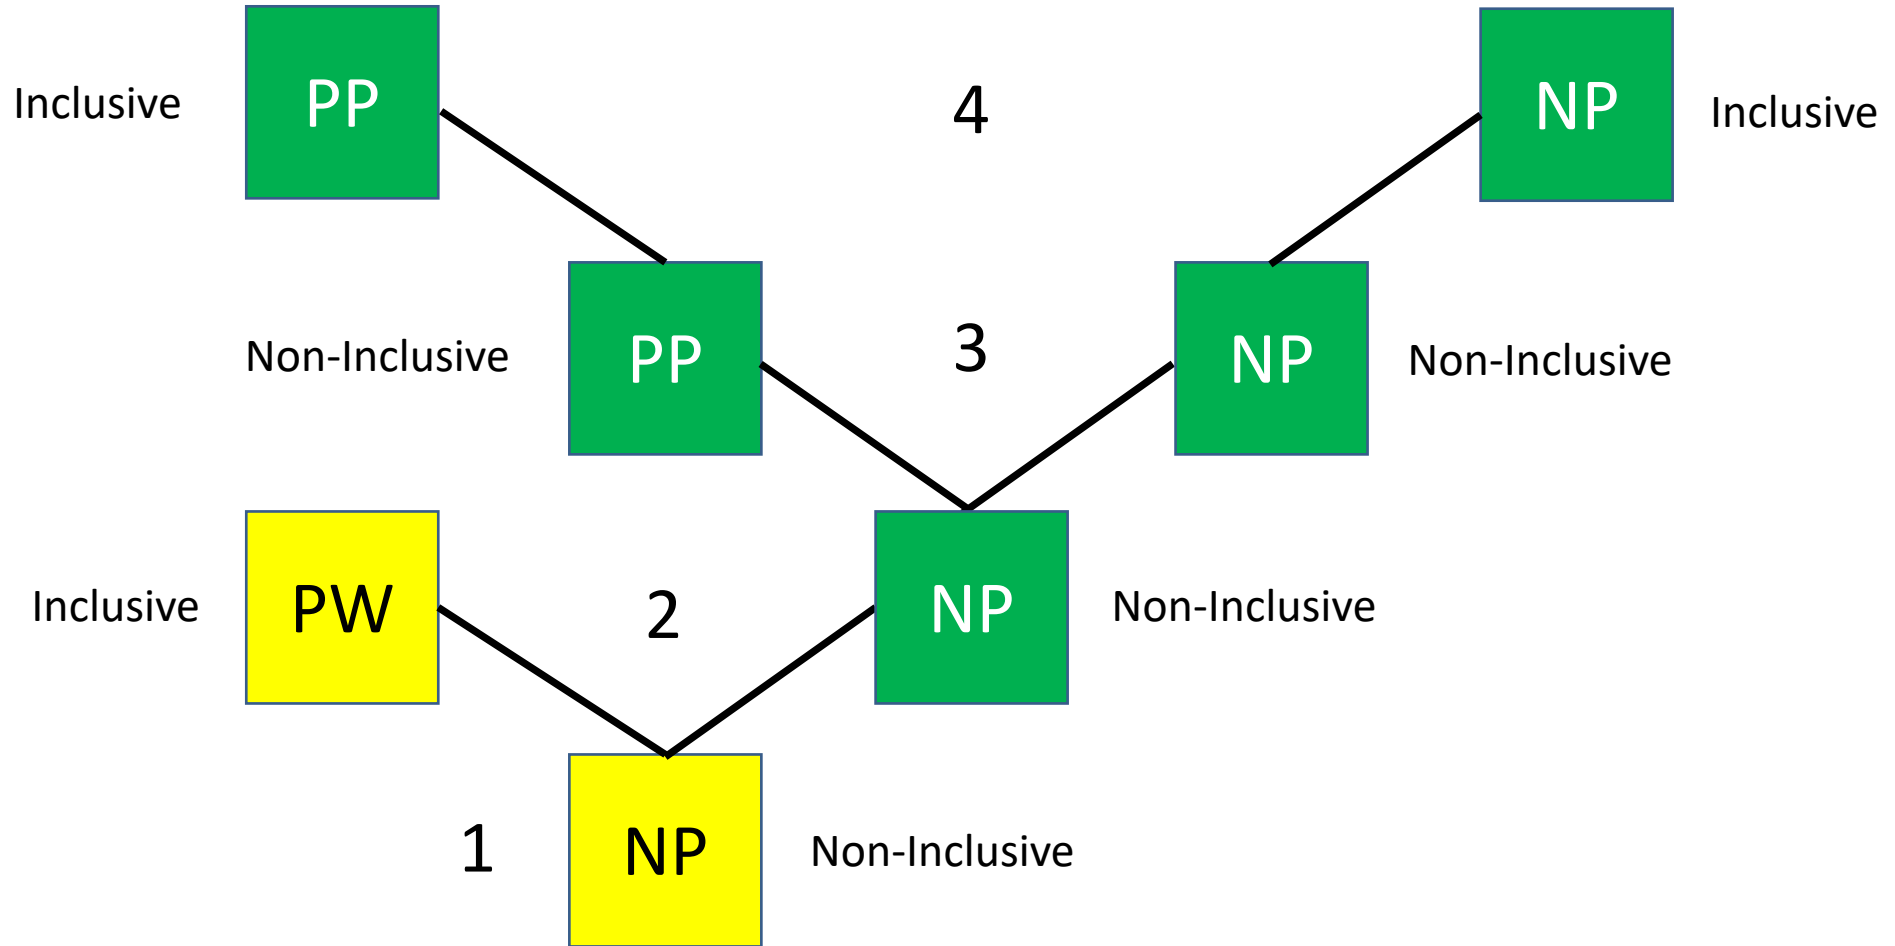 Inclusive PP 4 NP Inclusive
Non-Inclusive PP 3 NP Non-Inclusive
Inclusive PW 2 NP Non-Inclusive
1 NP Non-Inclusive